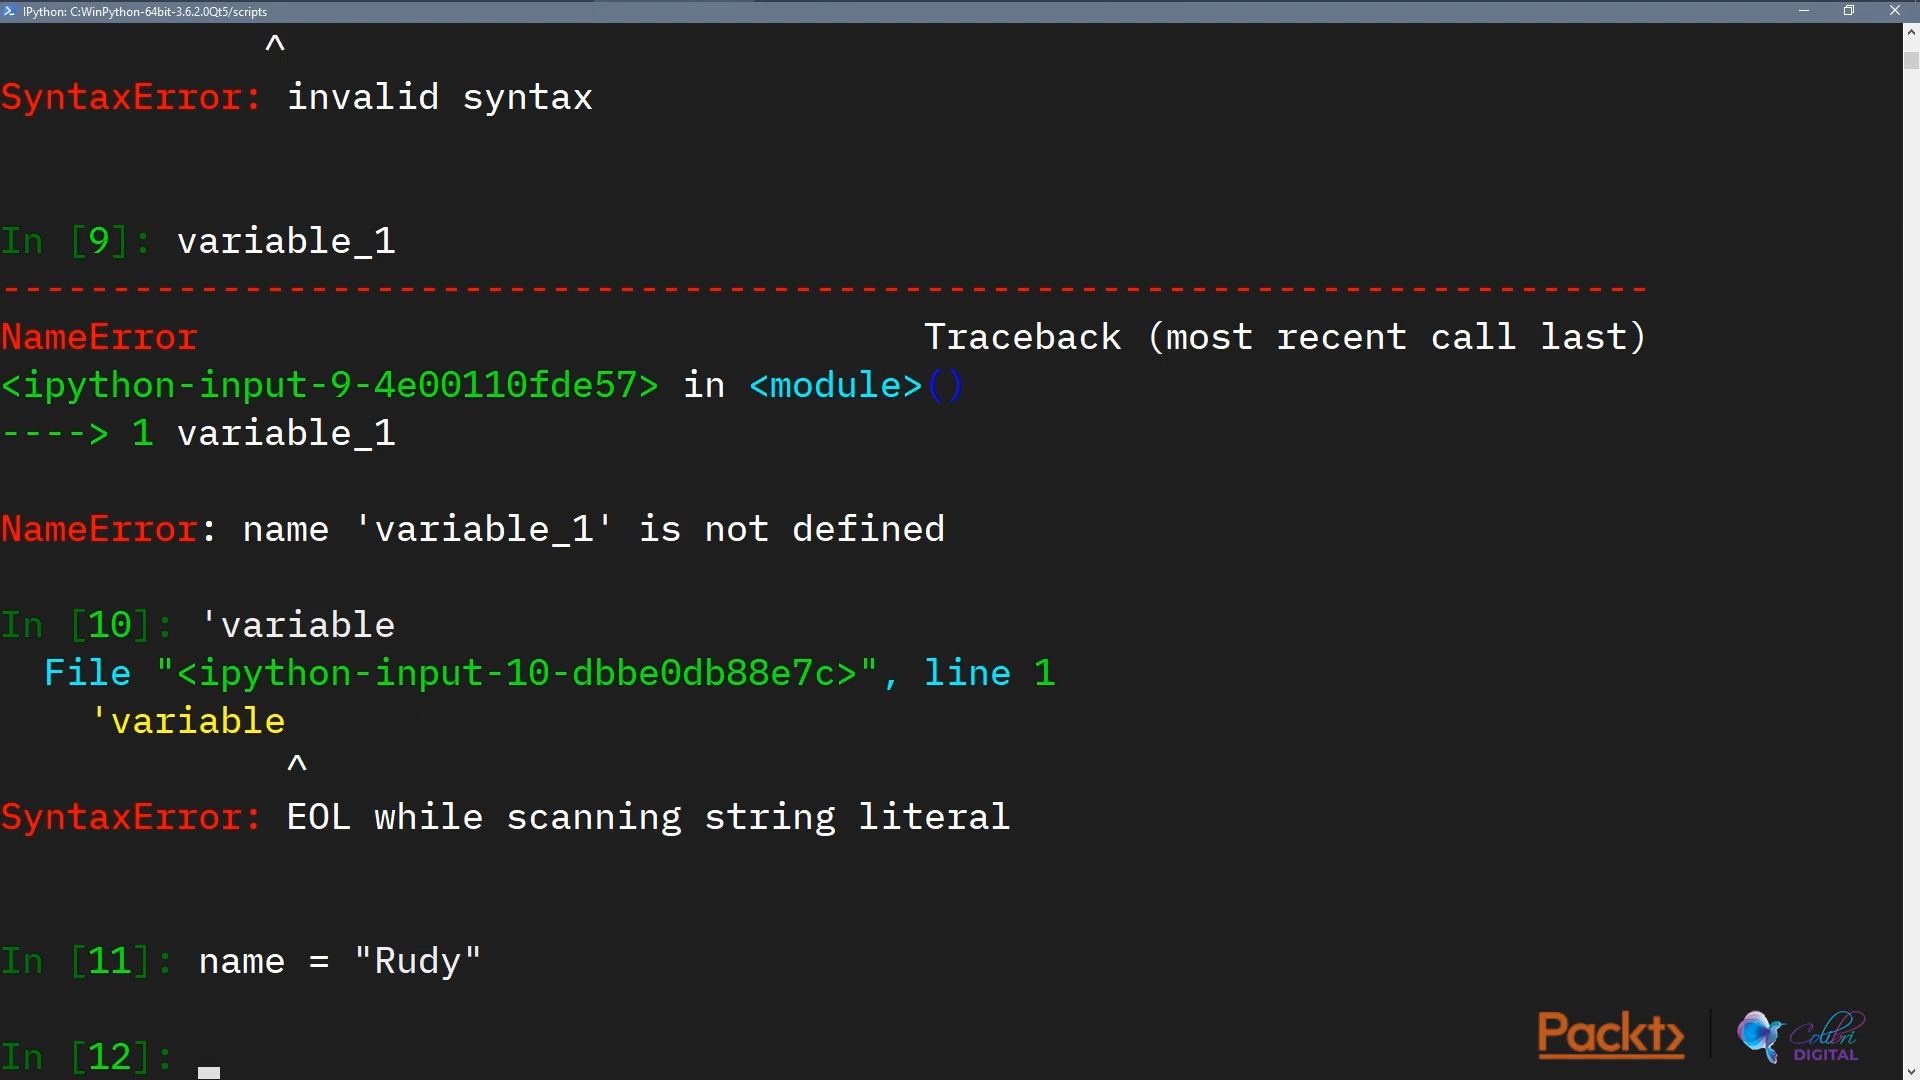 IPython: C:WinPython-64bit-3.6.2.0Qt5/scripts
^
SyntaxError: invalid syntax
In [9]: variable_1
---------------------------------------------------------------------------
NameError                                 Traceback (most recent call last)
<ipython-input-9-4e00110fde57> in <module>()
----> 1 variable_1
NameError: name 'variable_1' is not defined
In [10]: 'variable
  File "<ipython-input-10-dbbe0db88e7c>", line 1
    'variable
             ^
SyntaxError: EOL while scanning string literal
In [11]: name = "Rudy"
In [12]:
Packt>
Colibri
DIGITAL